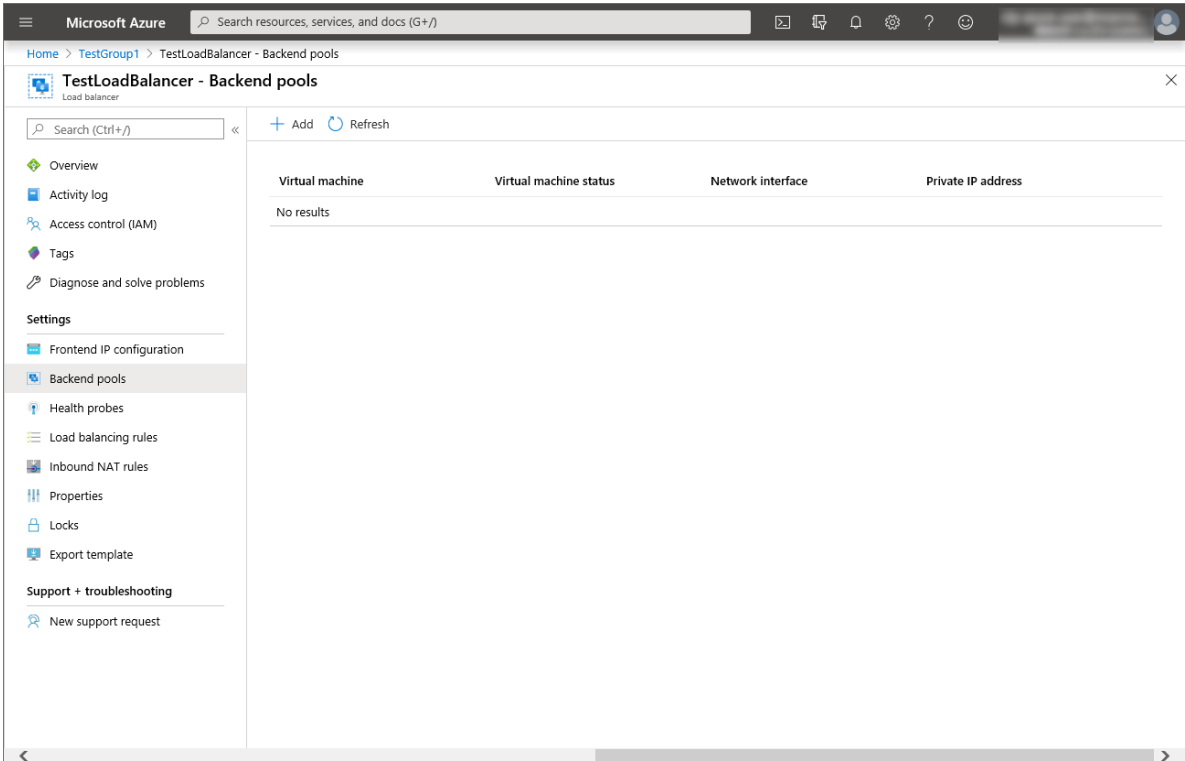 Microsoft Azure
Search resources, services, and docs (G+/)
Home > TestGroup1 > TestLoadBalancer - Backend pools
TestLoadBalancer - Backend pools
Load balancer
Search (Ctrl+/)
Add Refresh
Overview
Activity log
Access control (IAM)
Tags
Diagnose and solve problems
Settings
Frontend IP configuration
Backend pools
Health probes
Load balancing rules
Inbound NAT rules
Properties
Locks
Export template
Support + troubleshooting
New support request
Virtual machine Virtual machine status Network interface Private IP address
No results